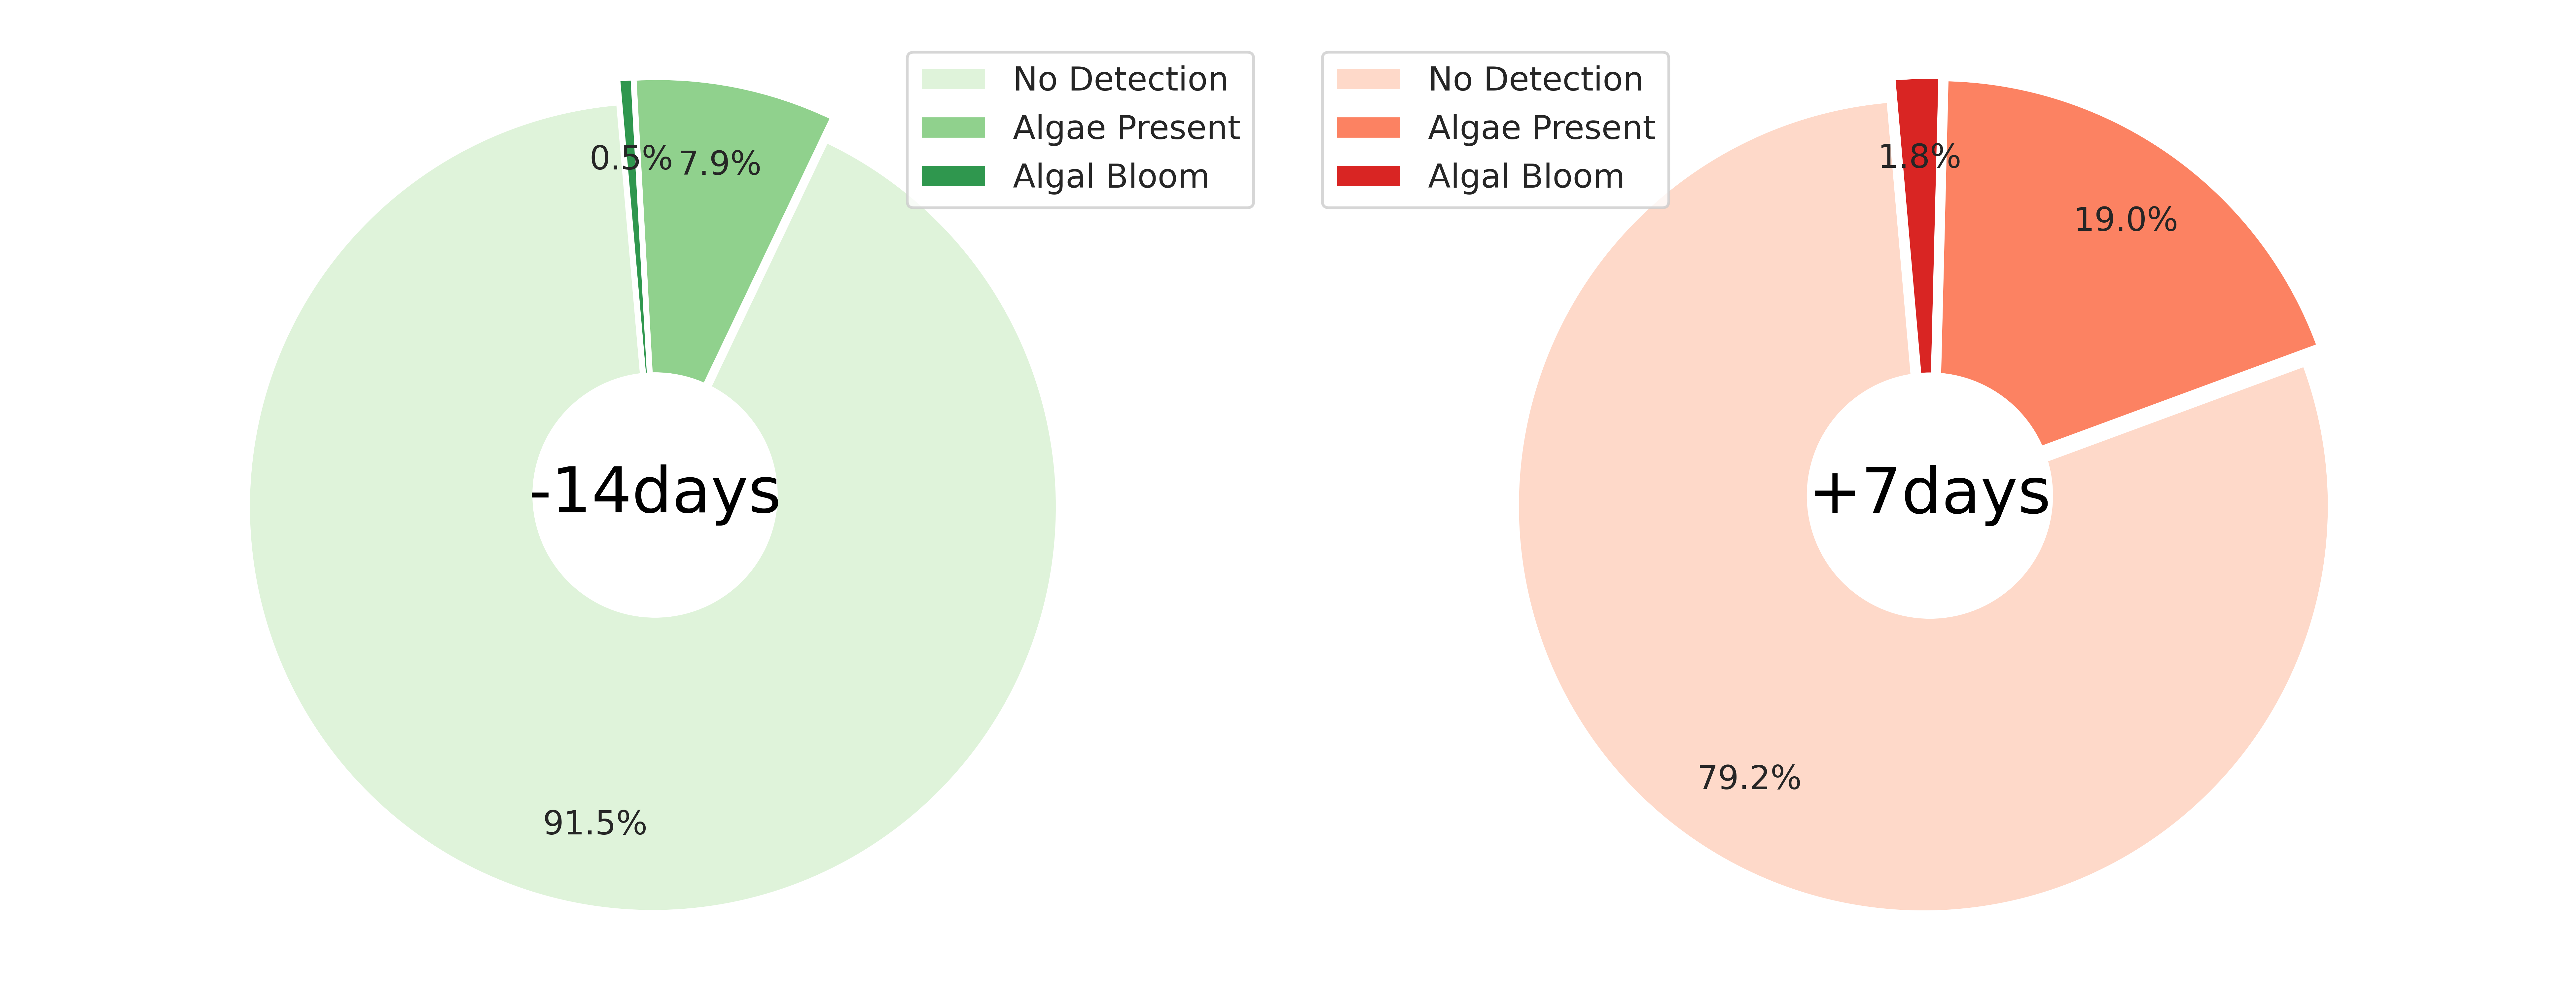 No Detection
Algae Present
Algal Bloom
0.5%
7.9%
-14days
91.5%
No Detection
Algae Present
Algal Bloom
1.8%
19.0%
+7days
79.2%